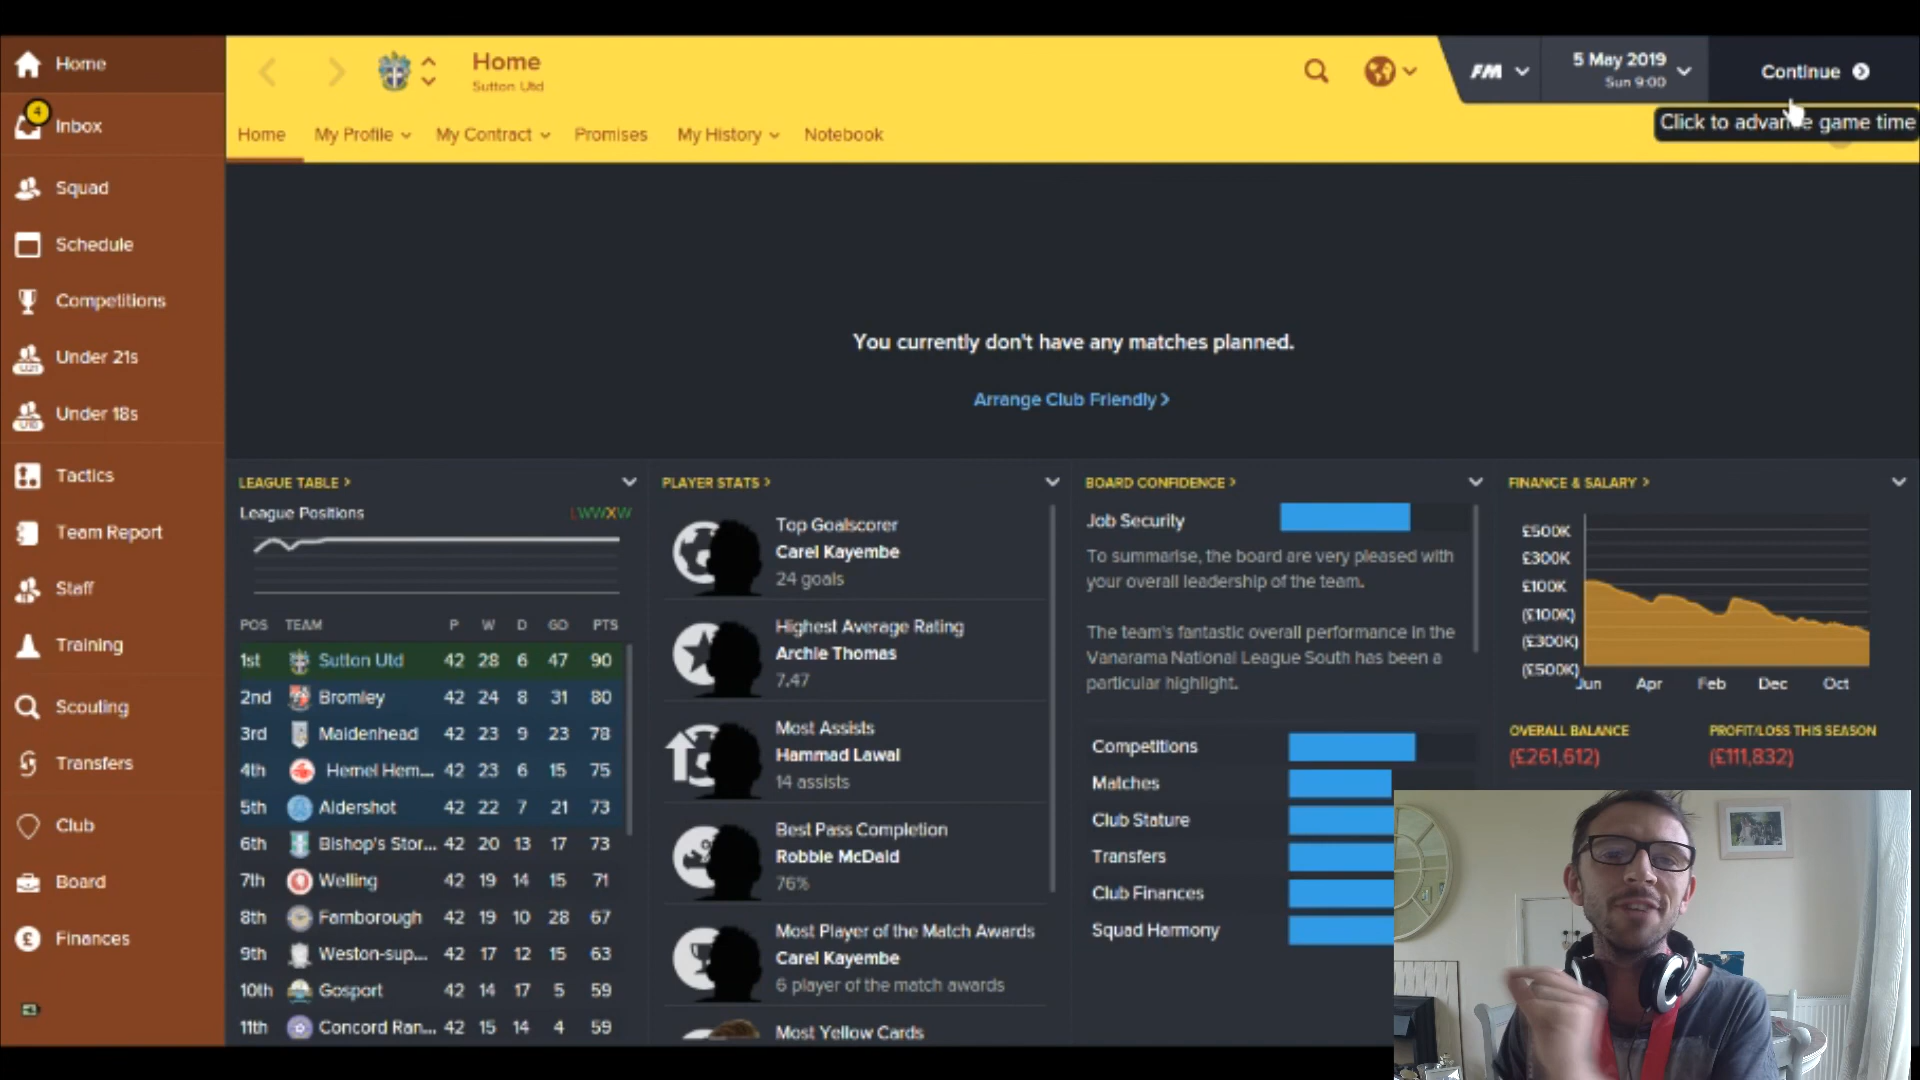 Home
4
Inbox
Squad
Schedule
Competitions
Under 21s
Under 18s
Tactics
Team Report
Staff
Training
Scouting
Transfers
Club
Board
Finances
Home
Sutton Utd
FM
5 May 2019
Sun 9:00
Continue
Click to advance game time
Home My Profile My Contract Promises My History Notebook
You currently don't have any matches planned.
Arrange Club Friendly >
LEAGUE TABLE >
League Positions LWWXW
POS TEAM P W D GD PTS
1st Sutton Utd 42 28 6 47 90
2nd Bromley 42 24 8 31 80
3rd Maidenhead 42 23 9 23 78
4th Hemel Hem... 42 23 6 15 75
5th Aldershot 42 22 7 21 73
6th Bishop's Stor... 42 20 13 17 73
7th Welling 42 19 14 15 71
8th Farnborough 42 19 10 28 67
9th Weston-sup... 42 17 12 15 63
10th Gosport 42 14 17 5 59
11th Concord Ran... 42 15 14 4 59
PLAYER STATS >
Top Goalscorer
Carel Kayembe
24 goals
Highest Average Rating
Archie Thomas
7.47
Most Assists
Hammad Lawal
14 assists
Best Pass Completion
Robbie McDaid
76%
Most Player of the Match Awards
Carel Kayembe
6 player of the match awards
Most Yellow Cards
BOARD CONFIDENCE >
Job Security
To summarise, the board are very pleased with
your overall leadership of the team.
The team's fantastic overall performance in the
Vanarama National League South has been a
particular highlight.
Competitions
Matches
Club Stature
Transfers
Club Finances
Squad Harmony
FINANCE & SALARY >
£500K
£300K
£100K
(£100K)
(£300K)
(£500K)
Jun Apr Feb Dec Oct
OVERALL BALANCE
(£261,612)
PROFIT/LOSS THIS SEASON
(£111,832)